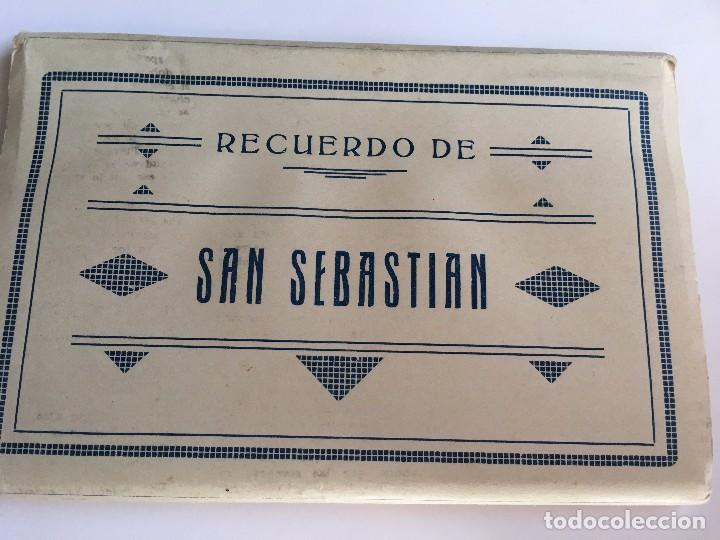 RECUERDO DE
SAN SEBASTIAN
todocoleccion